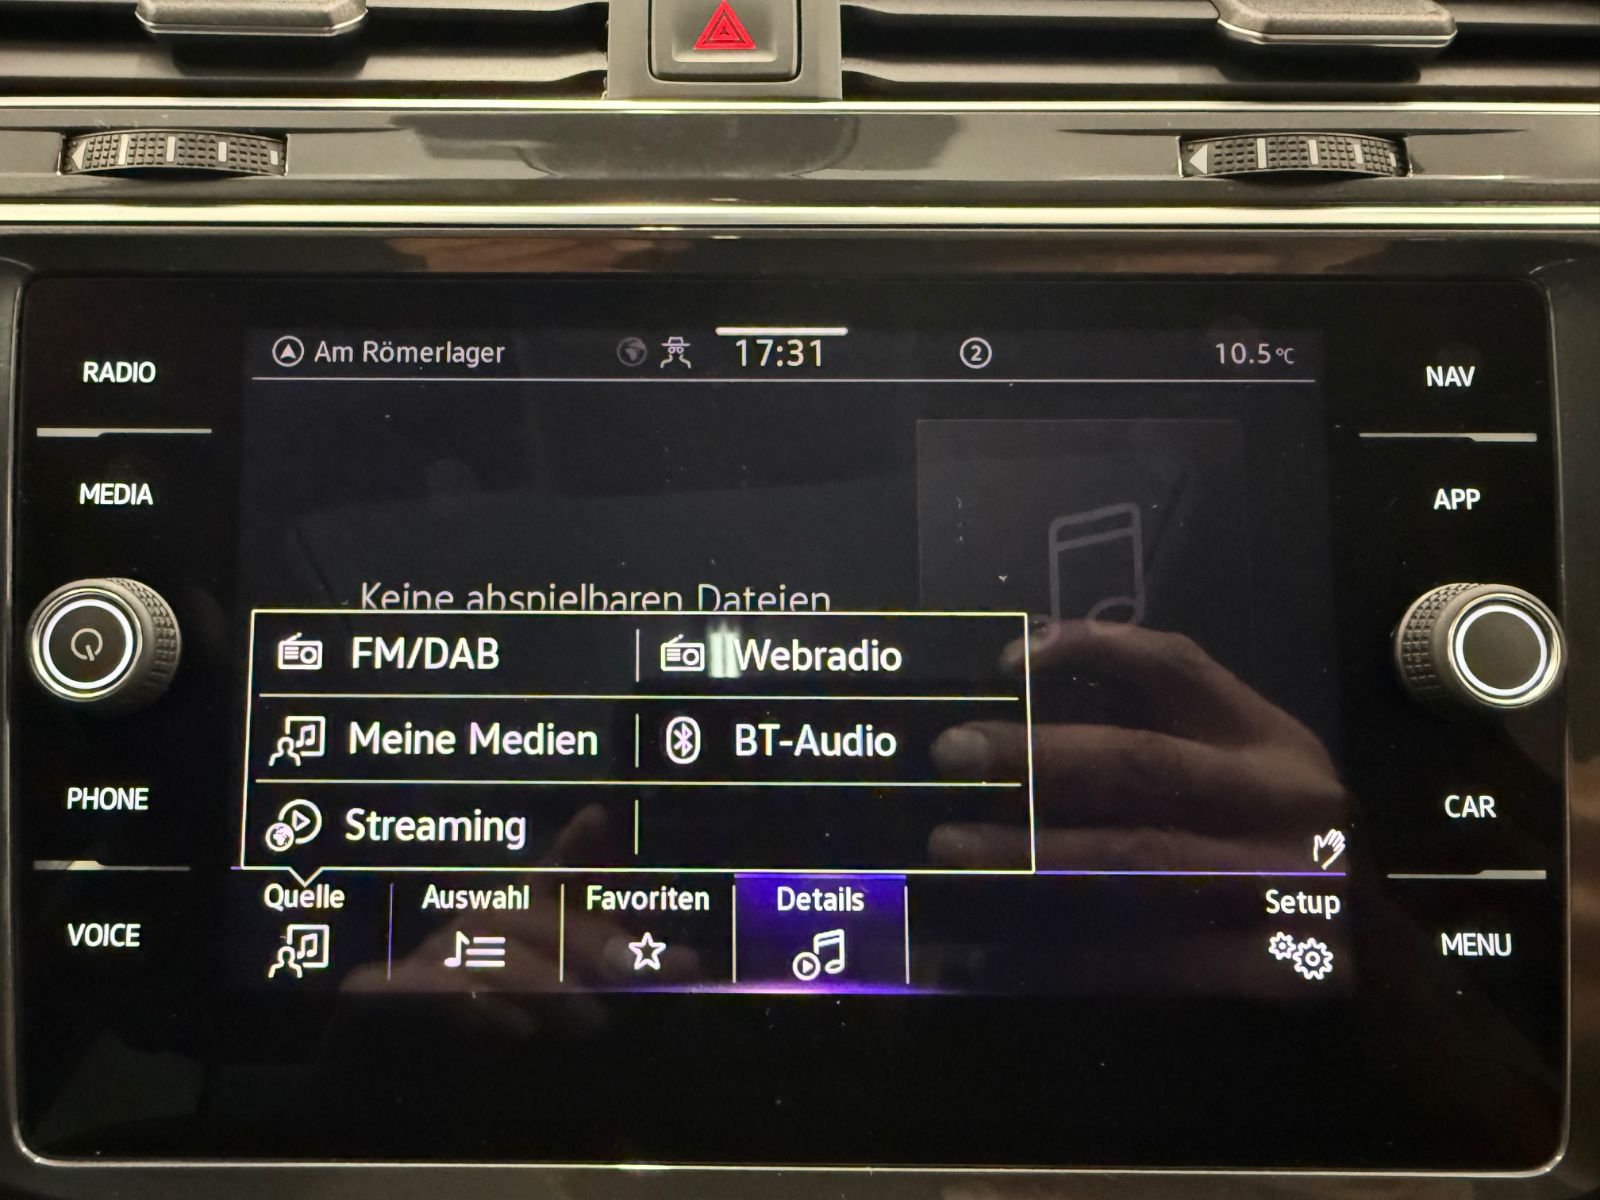 RADIO
MEDIA
PHONE
VOICE
Am Römerlager
17:31
2
10.5°C
Keine abspielbaren Dateien
FM/DAB
Webradio
Meine Medien
BT-Audio
Streaming
Quelle
Auswahl
Favoriten
Details
Setup
NAV
APP
CAR
MENU